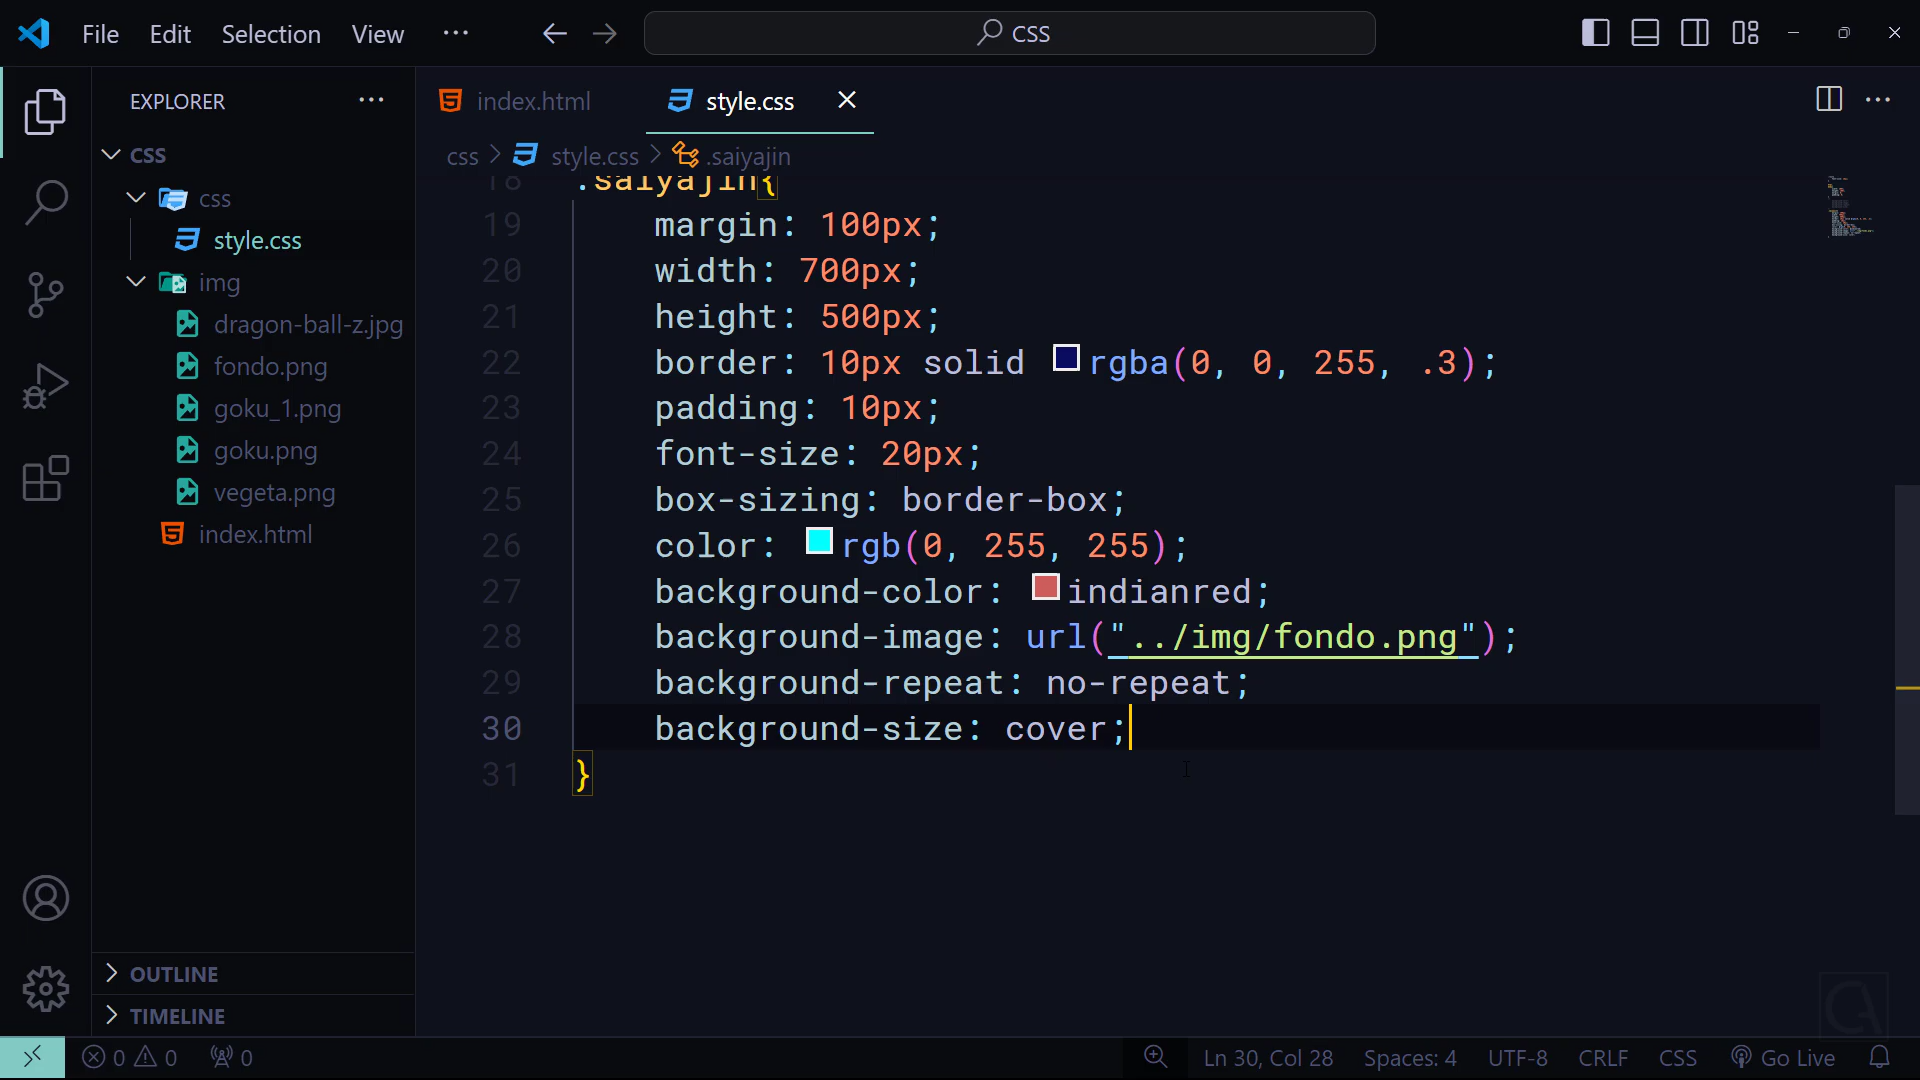 File Edit Selection View ··· CSS
EXPLORER ···
index.html
style.css
CSS
css > style.css > .saiyajin
css
style.css
img
dragon-ball-z.jpg
fondo.png
goku_1.png
goku.png
vegeta.png
index.html
OUTLINE
TIMELINE
18 .saiyajin{
19 margin: 100px;
20 width: 700px;
21 height: 500px;
22 border: 10px solid rgba(0, 0, 255, .3);
23 padding: 10px;
24 font-size: 20px;
25 box-sizing: border-box;
26 color: rgb(0, 255, 255);
27 background-color: indianred;
28 background-image: url("../img/fondo.png");
29 background-repeat: no-repeat;
30 background-size: cover;
31 }
0 0 0 Ln 30, Col 28 Spaces: 4 UTF-8 CRLF CSS Go Live